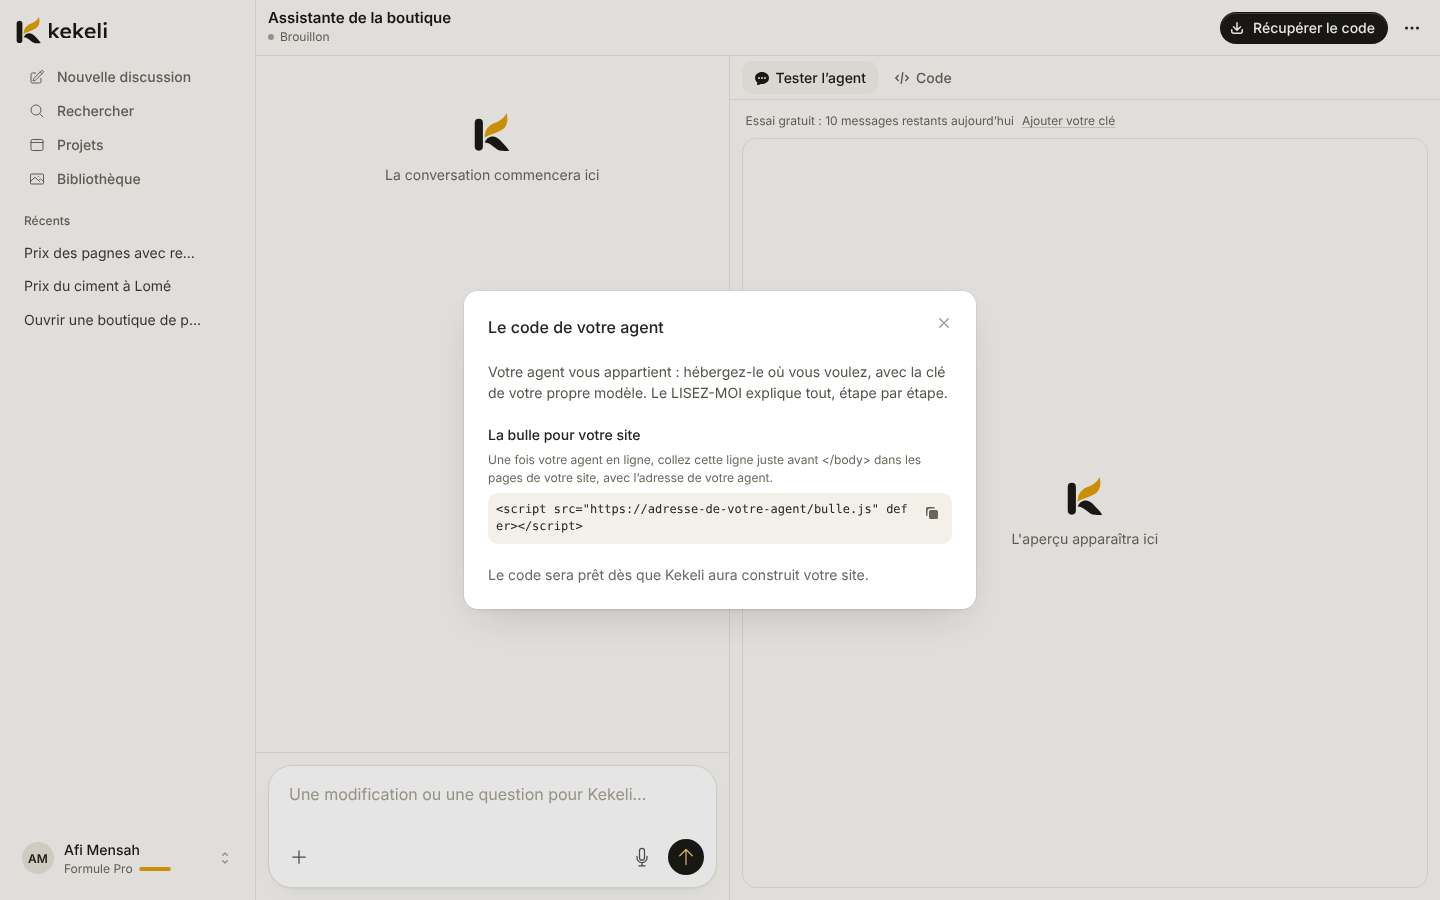 kekeli
Nouvelle discussion
Rechercher
Projets
Bibliothèque
Récents
Prix des pagnes avec re...
Prix du ciment à Lomé
Ouvrir une boutique de p...
AM
Afi Mensah
Formule Pro
Assistante de la boutique
Brouillon
Récupérer le code
La conversation commencera ici
Une modification ou une question pour Kekeli...
Tester l’agent
Code
Essai gratuit : 10 messages restants aujourd’hui Ajouter votre clé
L'aperçu apparaîtra ici
Le code de votre agent
Votre agent vous appartient : hébergez-le où vous voulez, avec la clé
de votre propre modèle. Le LISEZ-MOI explique tout, étape par étape.
La bulle pour votre site
Une fois votre agent en ligne, collez cette ligne juste avant </body> dans les
pages de votre site, avec l’adresse de votre agent.
<script src="https://adresse-de-votre-agent/bulle.js" def
er></script>
Le code sera prêt dès que Kekeli aura construit votre site.